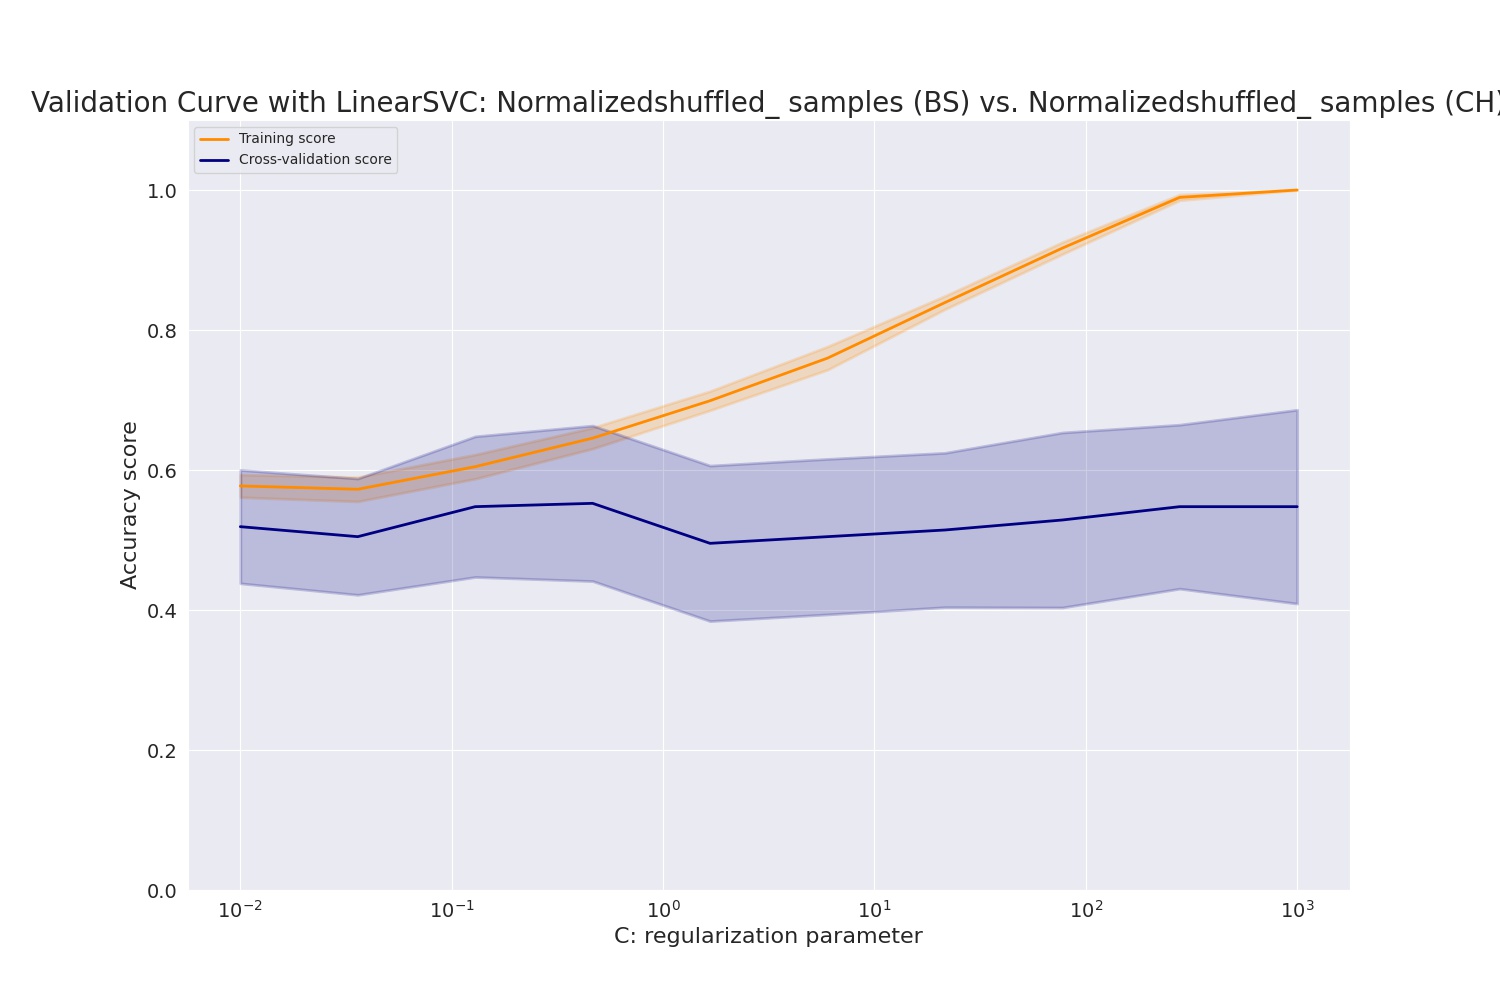 Validation Curve with LinearSVC: Normalizedshuffled_ samples (BS) vs. Normalizedshuffled_ samples (CH)
Training score
Cross-validation score
1.0
0.8
0.6
0.4
0.2
0.0
Accuracy score
10⁻² 10⁻¹ 10⁰ 10¹ 10² 10³
C: regularization parameter